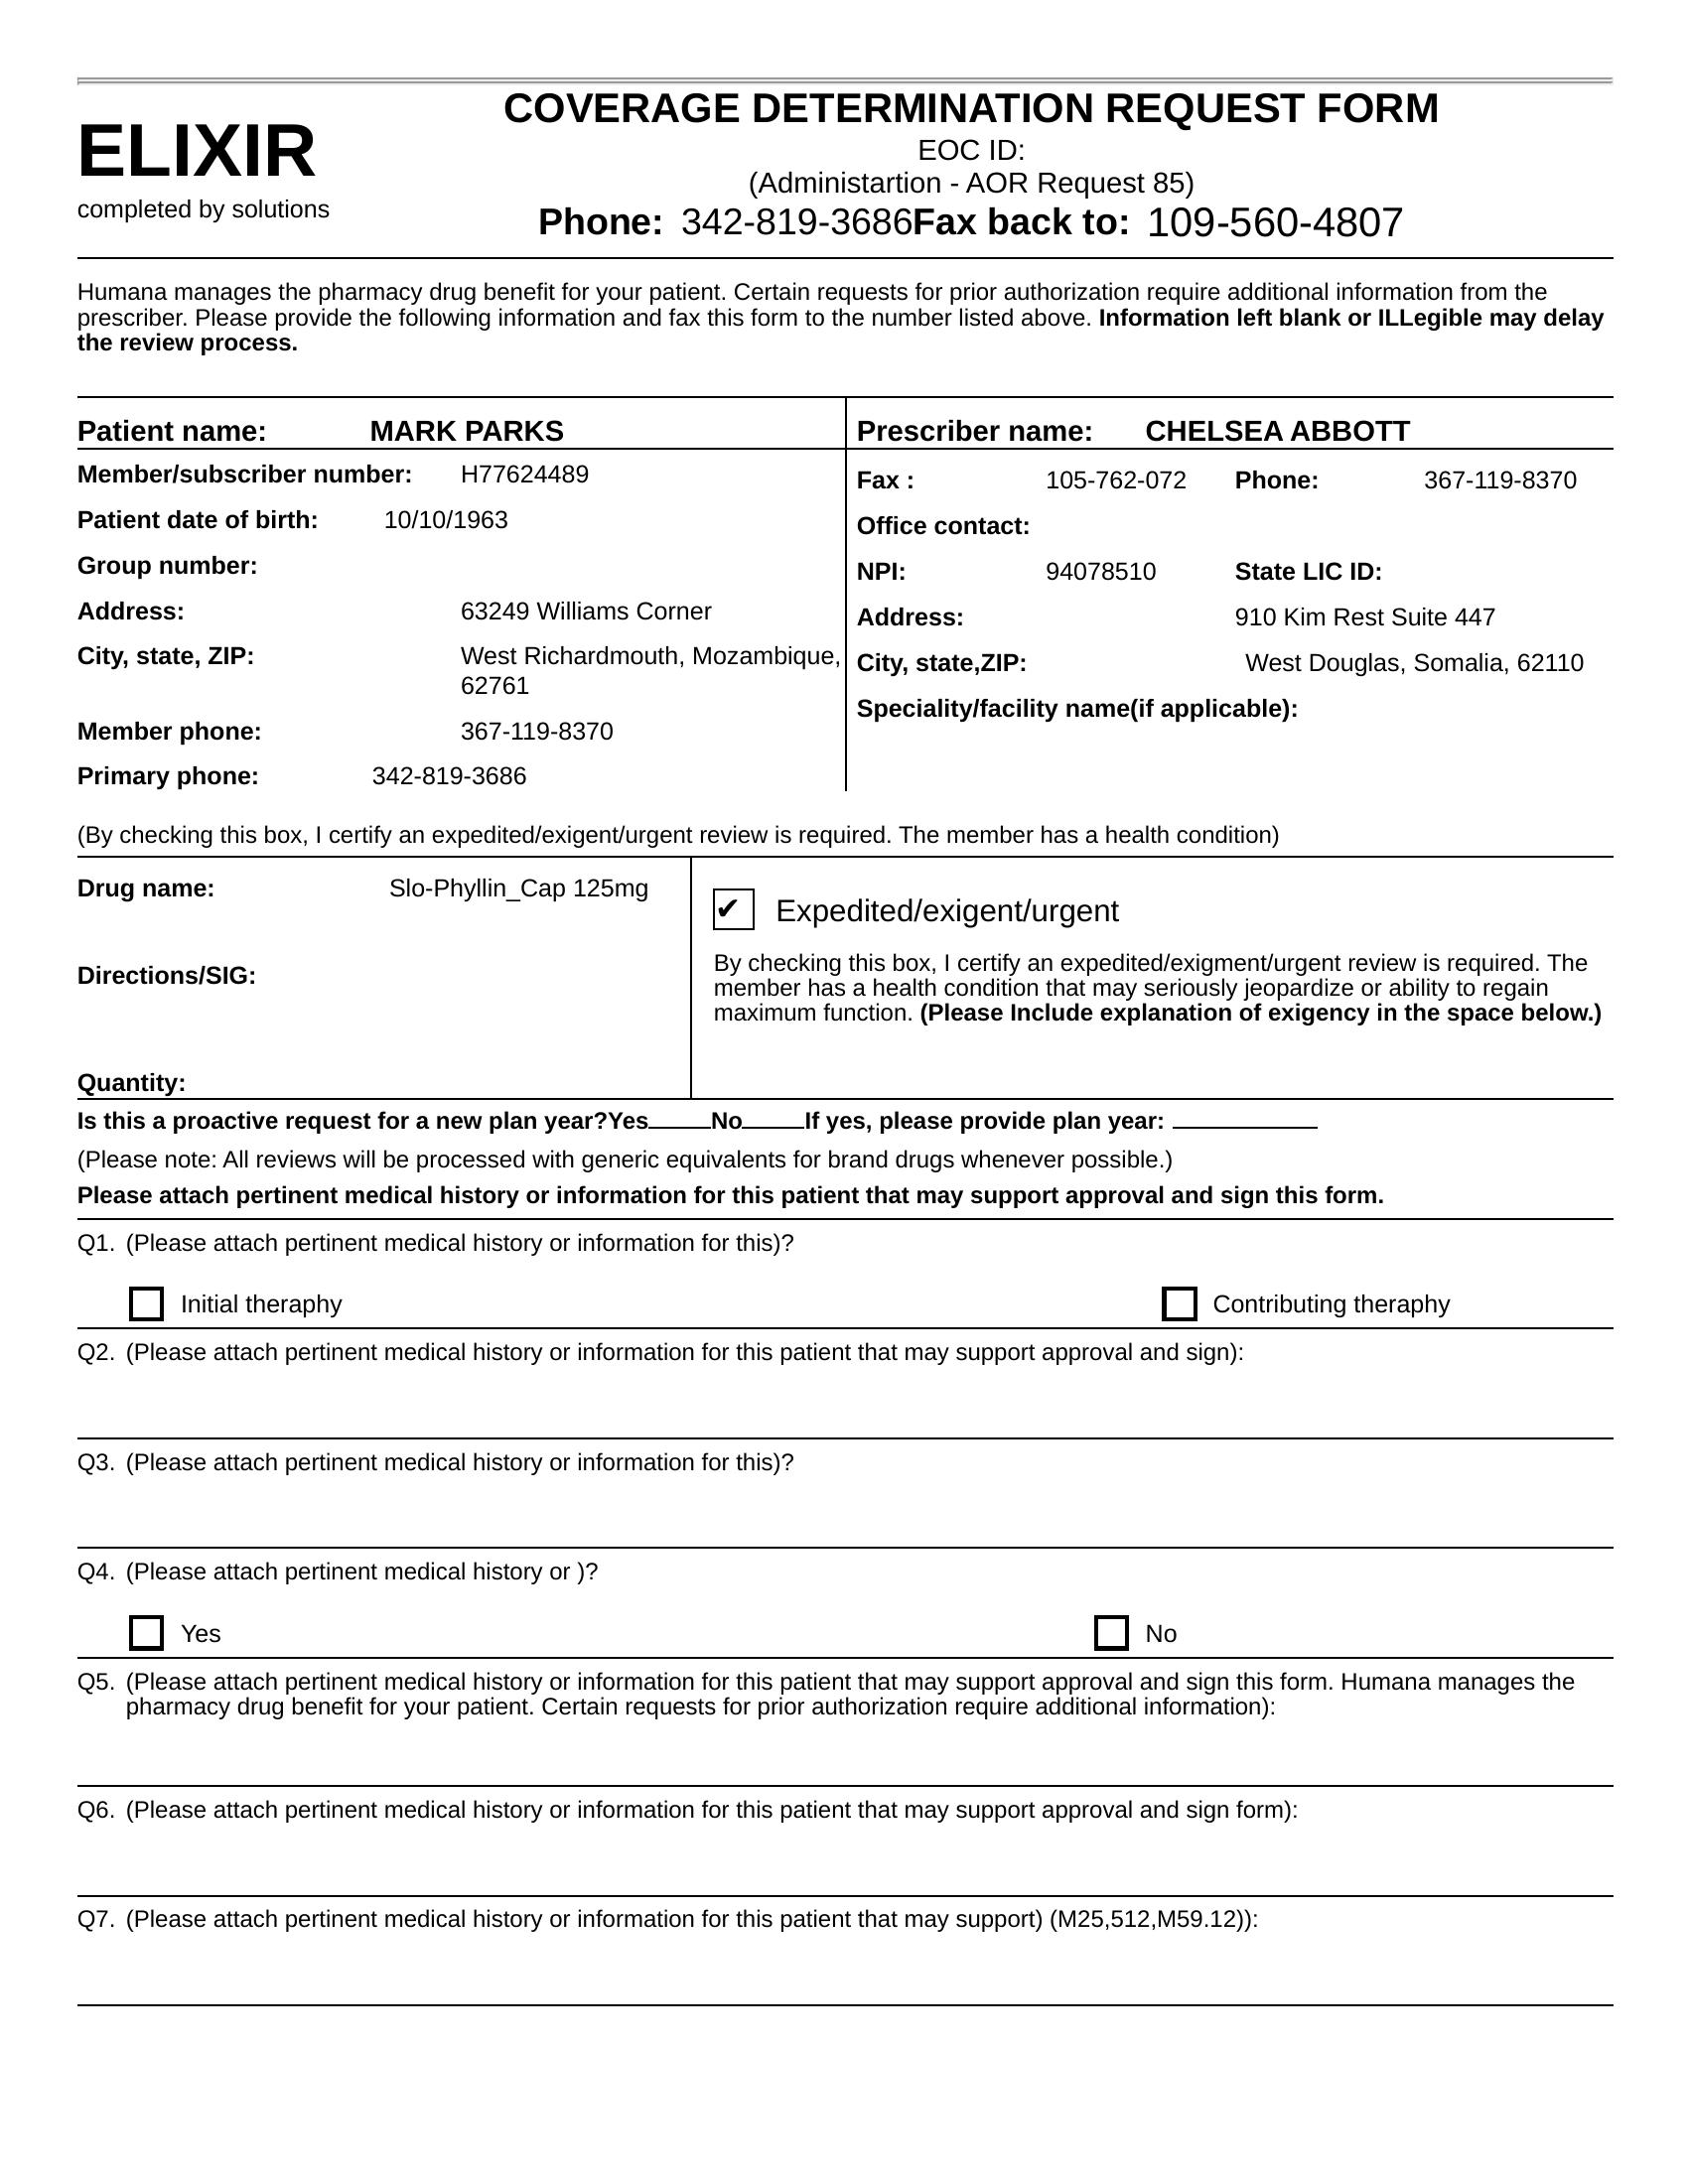 COVERAGE DETERMINATION REQUEST FORM
ELIXIR
completed by solutions
EOC ID:
(Administartion - AOR Request 85)
Phone: 342-819-3686Fax back to: 109-560-4807
Humana manages the pharmacy drug benefit for your patient. Certain requests for prior authorization require additional information from the
prescriber. Please provide the following information and fax this form to the number listed above. Information left blank or ILLegible may delay
the review process.
Patient name: MARK PARKS
Member/subscriber number: H77624489
Patient date of birth: 10/10/1963
Group number:
Address: 63249 Williams Corner
City, state, ZIP: West Richardmouth, Mozambique,
62761
Member phone: 367-119-8370
Primary phone: 342-819-3686
Prescriber name: CHELSEA ABBOTT
Fax : 105-762-072 Phone: 367-119-8370
Office contact:
NPI: 94078510 State LIC ID:
Address: 910 Kim Rest Suite 447
City, state,ZIP: West Douglas, Somalia, 62110
Speciality/facility name(if applicable):
(By checking this box, I certify an expedited/exigent/urgent review is required. The member has a health condition)
Drug name: Slo-Phyllin_Cap 125mg
Directions/SIG:
Quantity:
✔ Expedited/exigent/urgent
By checking this box, I certify an expedited/exigment/urgent review is required. The
member has a health condition that may seriously jeopardize or ability to regain
maximum function. (Please Include explanation of exigency in the space below.)
Is this a proactive request for a new plan year?Yes_____No_____If yes, please provide plan year: ___________
(Please note: All reviews will be processed with generic equivalents for brand drugs whenever possible.)
Please attach pertinent medical history or information for this patient that may support approval and sign this form.
Q1. (Please attach pertinent medical history or information for this)?
Initial theraphy Contributing theraphy
Q2. (Please attach pertinent medical history or information for this patient that may support approval and sign):
Q3. (Please attach pertinent medical history or information for this)?
Q4. (Please attach pertinent medical history or )?
Yes No
Q5. (Please attach pertinent medical history or information for this patient that may support approval and sign this form. Humana manages the
pharmacy drug benefit for your patient. Certain requests for prior authorization require additional information):
Q6. (Please attach pertinent medical history or information for this patient that may support approval and sign form):
Q7. (Please attach pertinent medical history or information for this patient that may support) (M25,512,M59.12)):